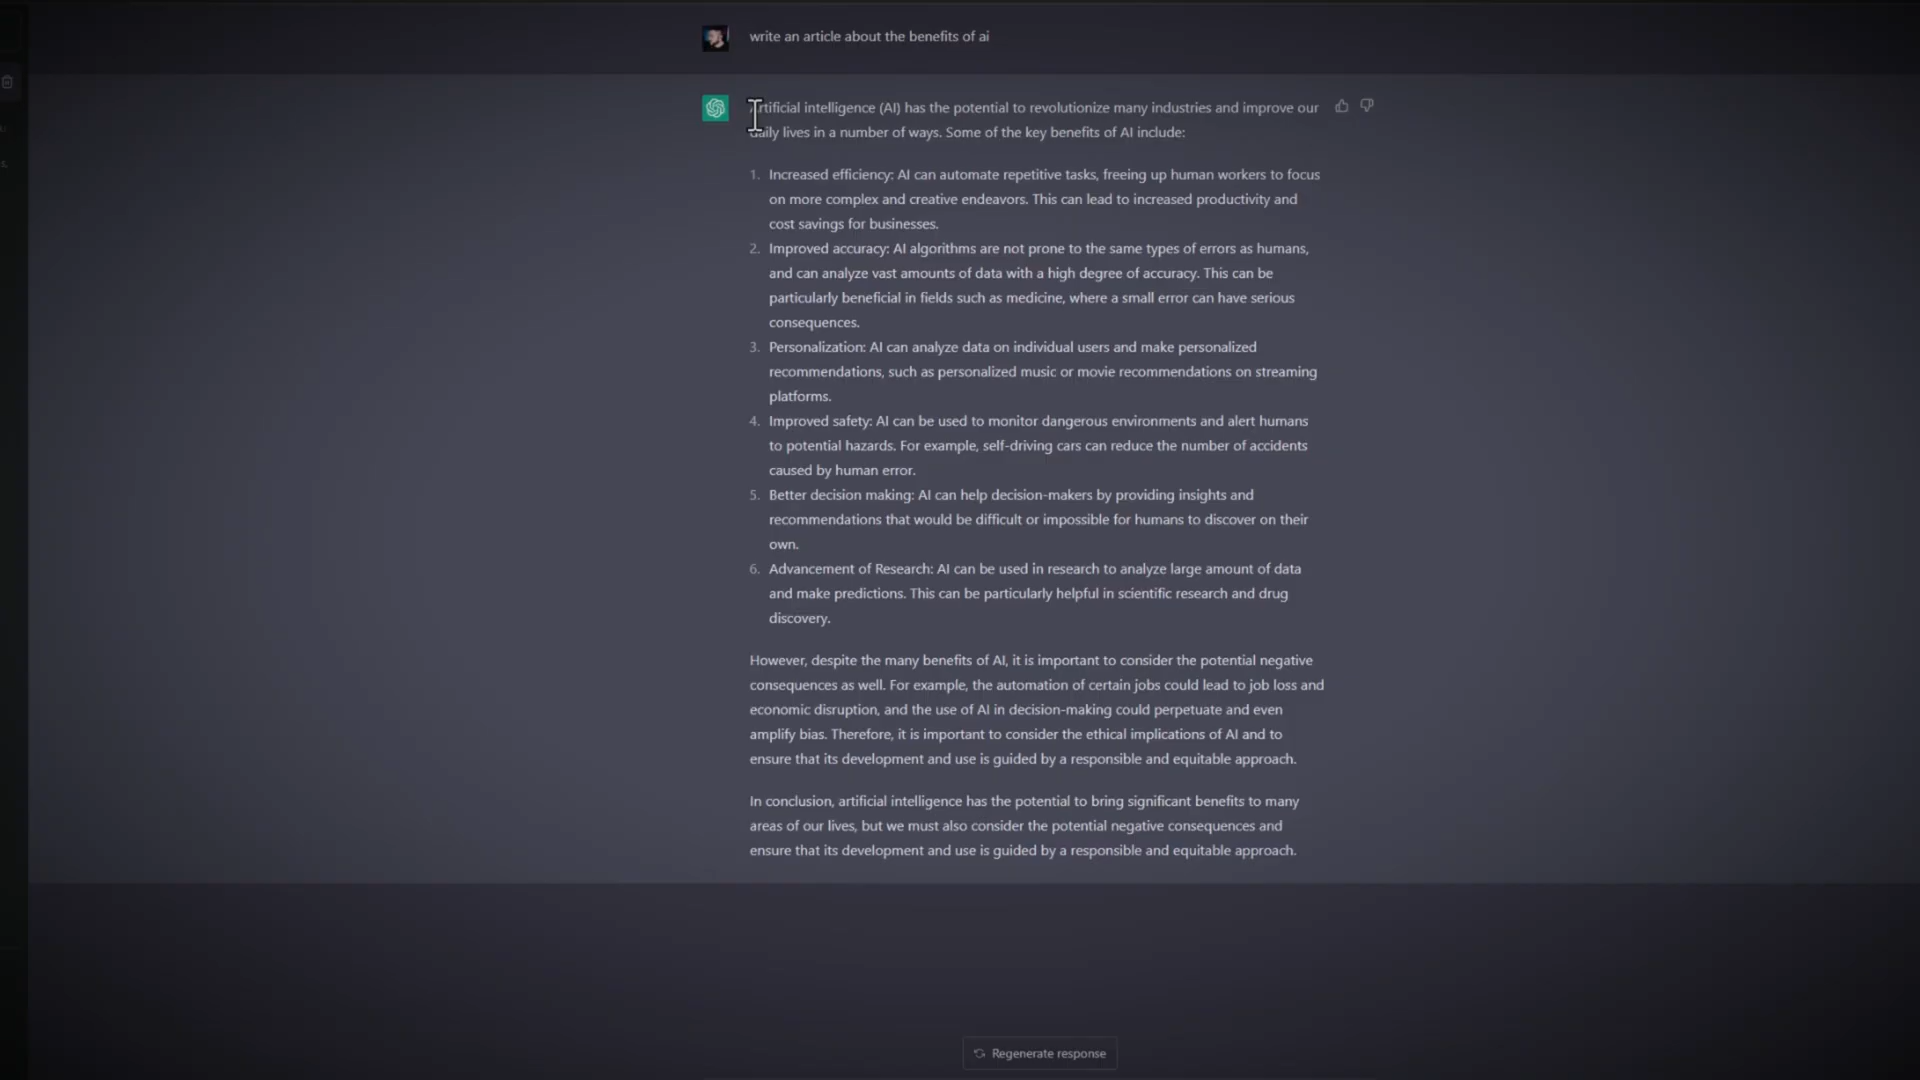 write an article about the benefits of ai
Artificial intelligence (AI) has the potential to revolutionize many industries and improve our
daily lives in a number of ways. Some of the key benefits of AI include:
1. Increased efficiency: AI can automate repetitive tasks, freeing up human workers to focus
on more complex and creative endeavors. This can lead to increased productivity and
cost savings for businesses.
2. Improved accuracy: AI algorithms are not prone to the same types of errors as humans,
and can analyze vast amounts of data with a high degree of accuracy. This can be
particularly beneficial in fields such as medicine, where a small error can have serious
consequences.
3. Personalization: AI can analyze data on individual users and make personalized
recommendations, such as personalized music or movie recommendations on streaming
platforms.
4. Improved safety: AI can be used to monitor dangerous environments and alert humans
to potential hazards. For example, self-driving cars can reduce the number of accidents
caused by human error.
5. Better decision making: AI can help decision-makers by providing insights and
recommendations that would be difficult or impossible for humans to discover on their
own.
6. Advancement of Research: AI can be used in research to analyze large amount of data
and make predictions. This can be particularly helpful in scientific research and drug
discovery.
However, despite the many benefits of AI, it is important to consider the potential negative
consequences as well. For example, the automation of certain jobs could lead to job loss and
economic disruption, and the use of AI in decision-making could perpetuate and even
amplify bias. Therefore, it is important to consider the ethical implications of AI and to
ensure that its development and use is guided by a responsible and equitable approach.
In conclusion, artificial intelligence has the potential to bring significant benefits to many
areas of our lives, but we must also consider the potential negative consequences and
ensure that its development and use is guided by a responsible and equitable approach.
Regenerate response